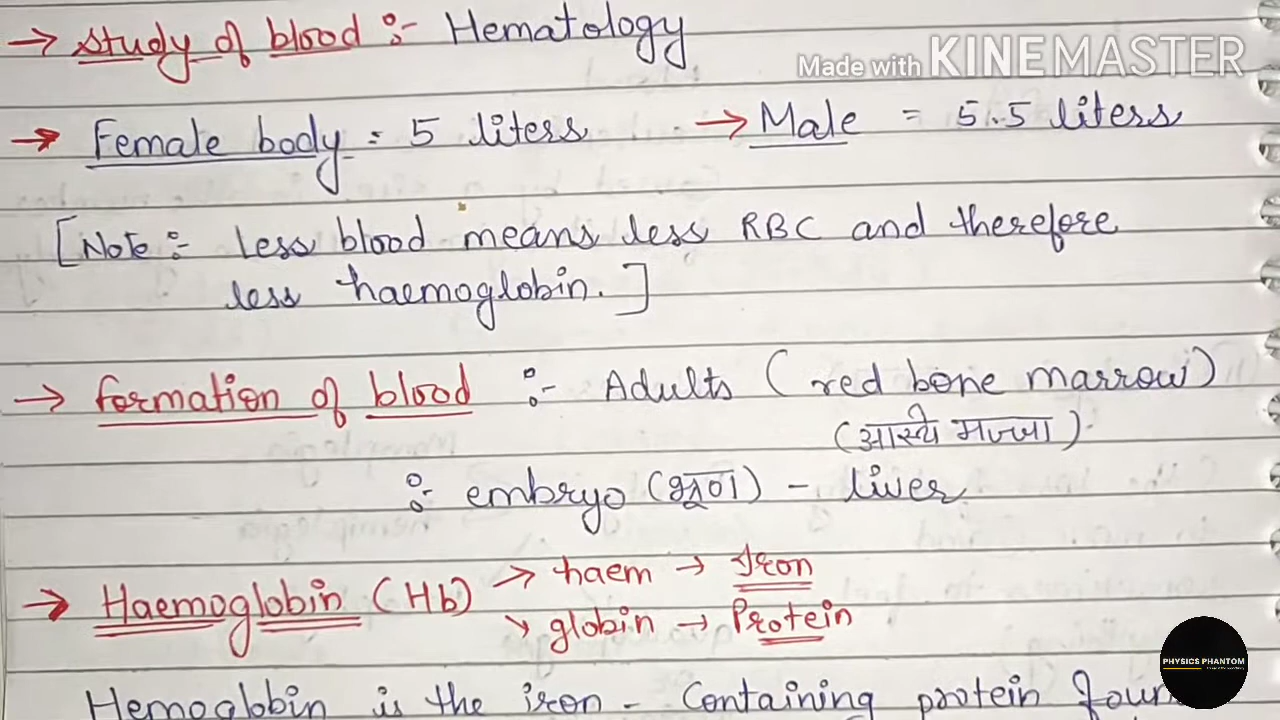 → Study of blood :- Hematology
Made with KINEMASTER
→ Female body = 5 liters → Male = 5.5 liters
[Note :- Less blood means less RBC and therefore
less haemoglobin.]
→ formation of blood :- Adults (red bone marrow)
(आस्थि मज्जा)
:- embryo (भ्रूण) - liver
→ Haemoglobin (Hb) → haem → Iron
↘ globin → Protein
PHYSICS PHANTOM
Hemoglobin is the iron - Containing protein foun